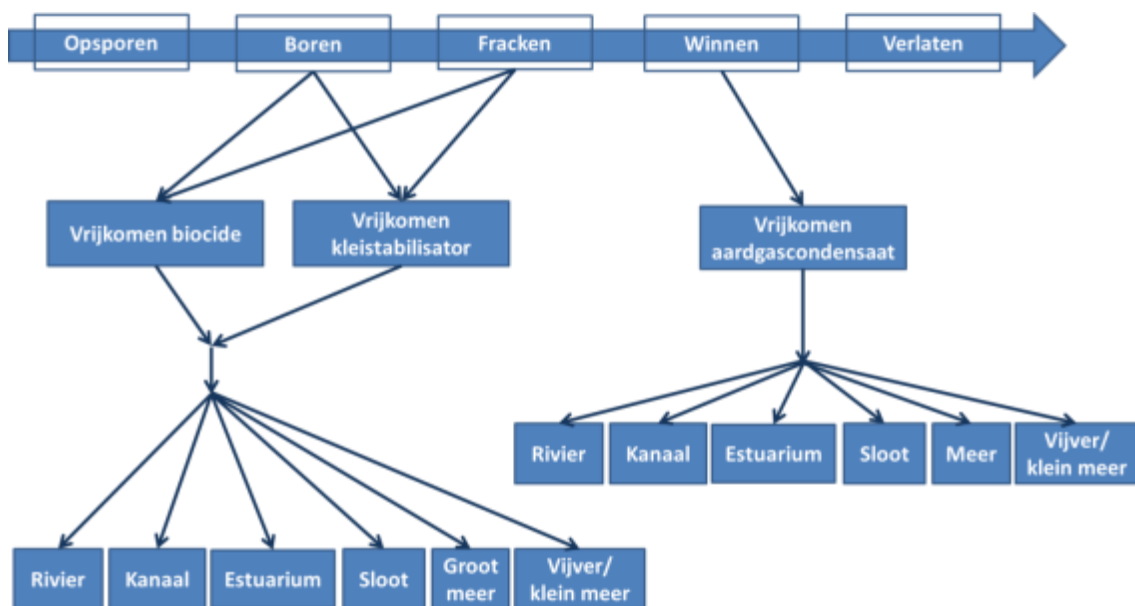 Opsporen
Boren
Fracken
Winnen
Verlaten
Vrijkomen biocide
Vrijkomen
kleistabilisator
Vrijkomen
aardgascondensaat
Rivier
Kanaal
Estuarium
Sloot
Meer
Vijver/
klein meer
Rivier
Kanaal
Estuarium
Sloot
Groot
meer
Vijver/
klein meer